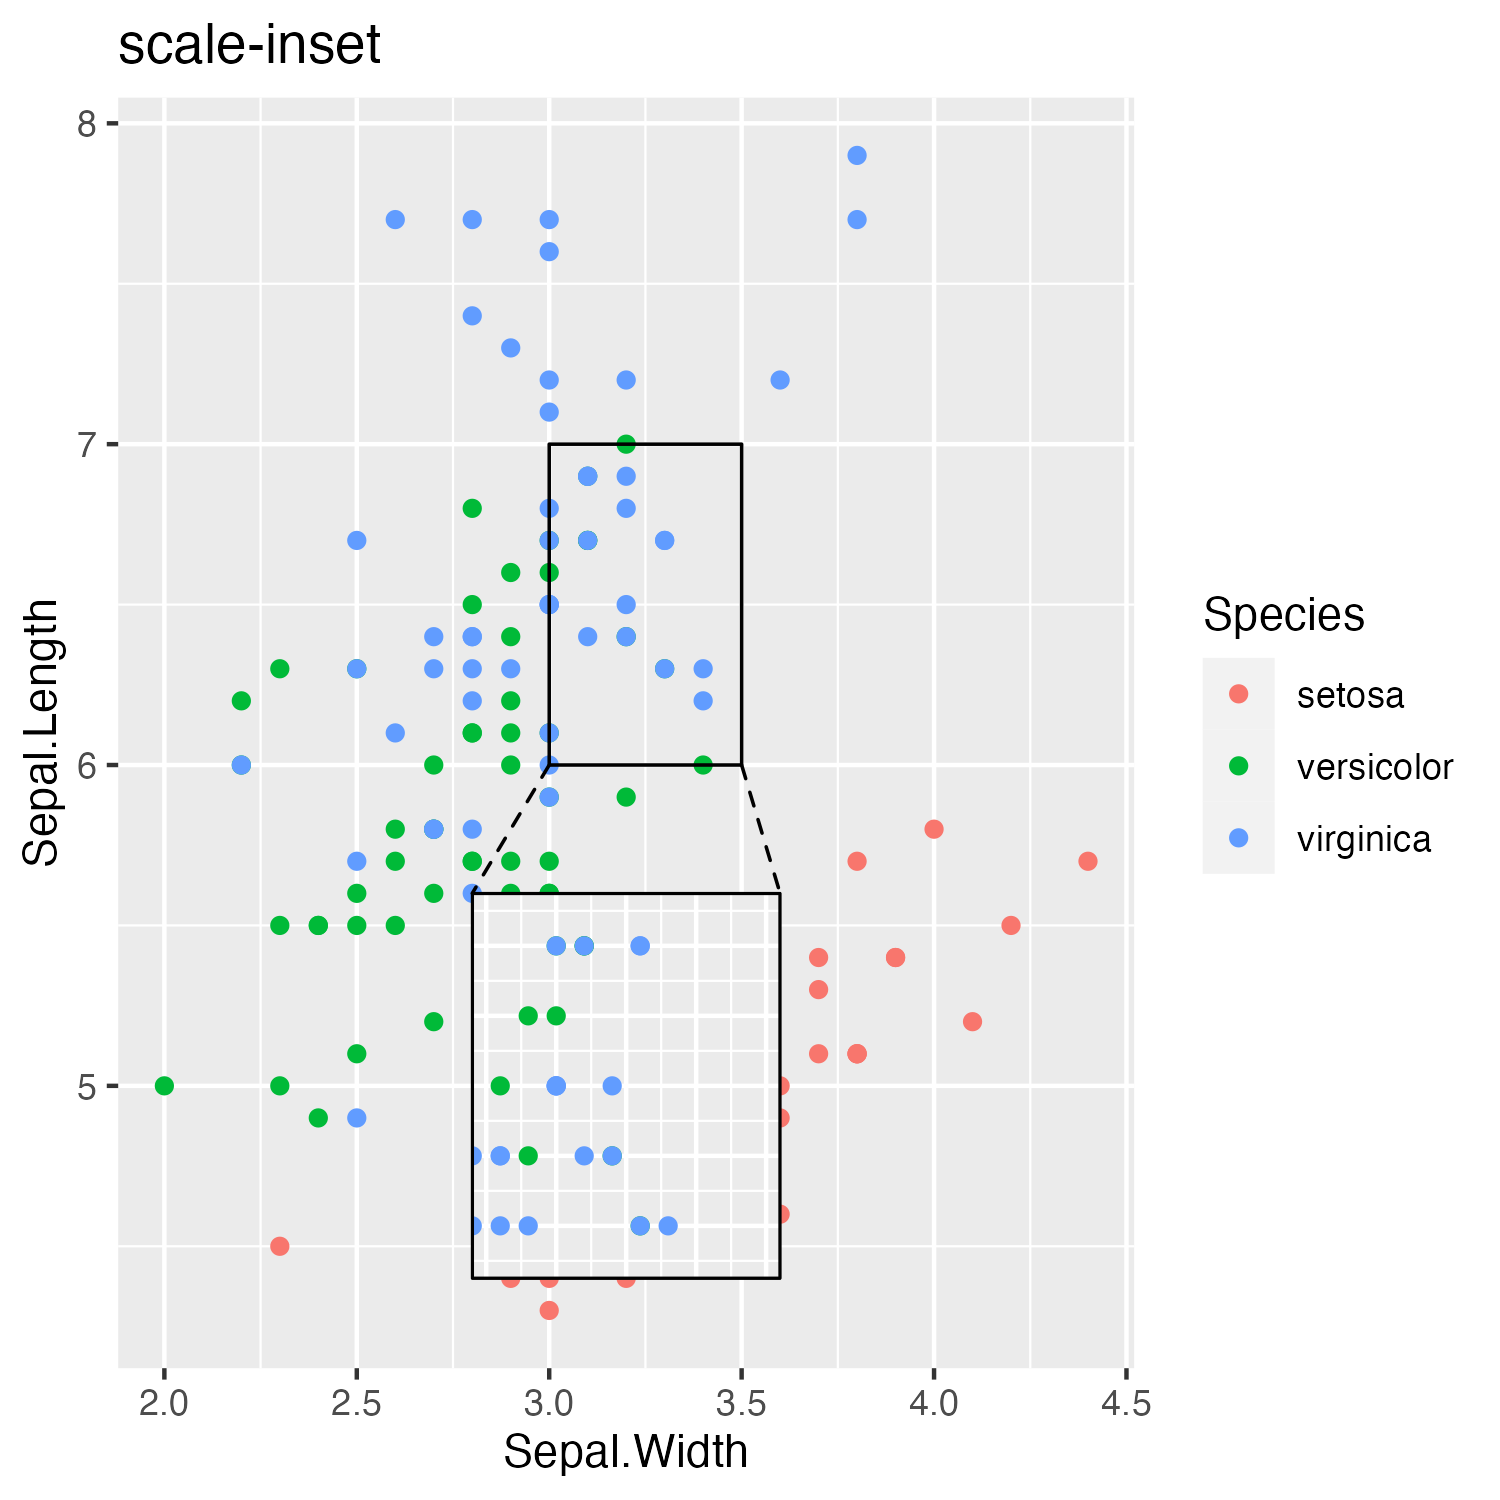 scale-inset
8
7
6
5
Sepal.Length
2.0 2.5 3.0 3.5 4.0 4.5
Sepal.Width
Species
setosa
versicolor
virginica